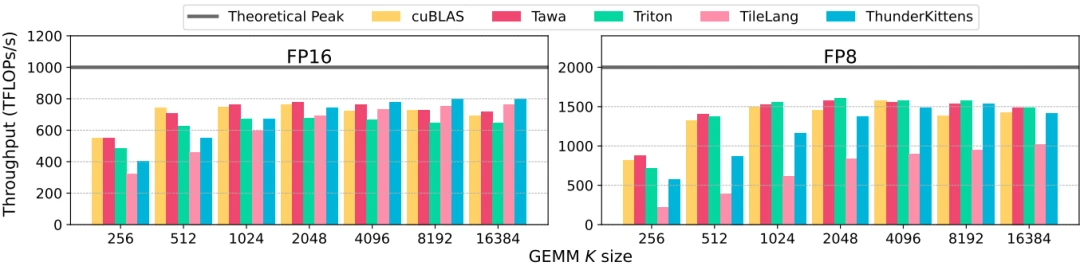 Theoretical Peak cuBLAS Tawa Triton TileLang ThunderKittens
Throughput (TFLOPs/s)
FP16
1200
1000
800
600
400
200
0
256 512 1024 2048 4096 8192 16384
FP8
2000
1500
1000
500
0
256 512 1024 2048 4096 8192 16384
GEMM K size